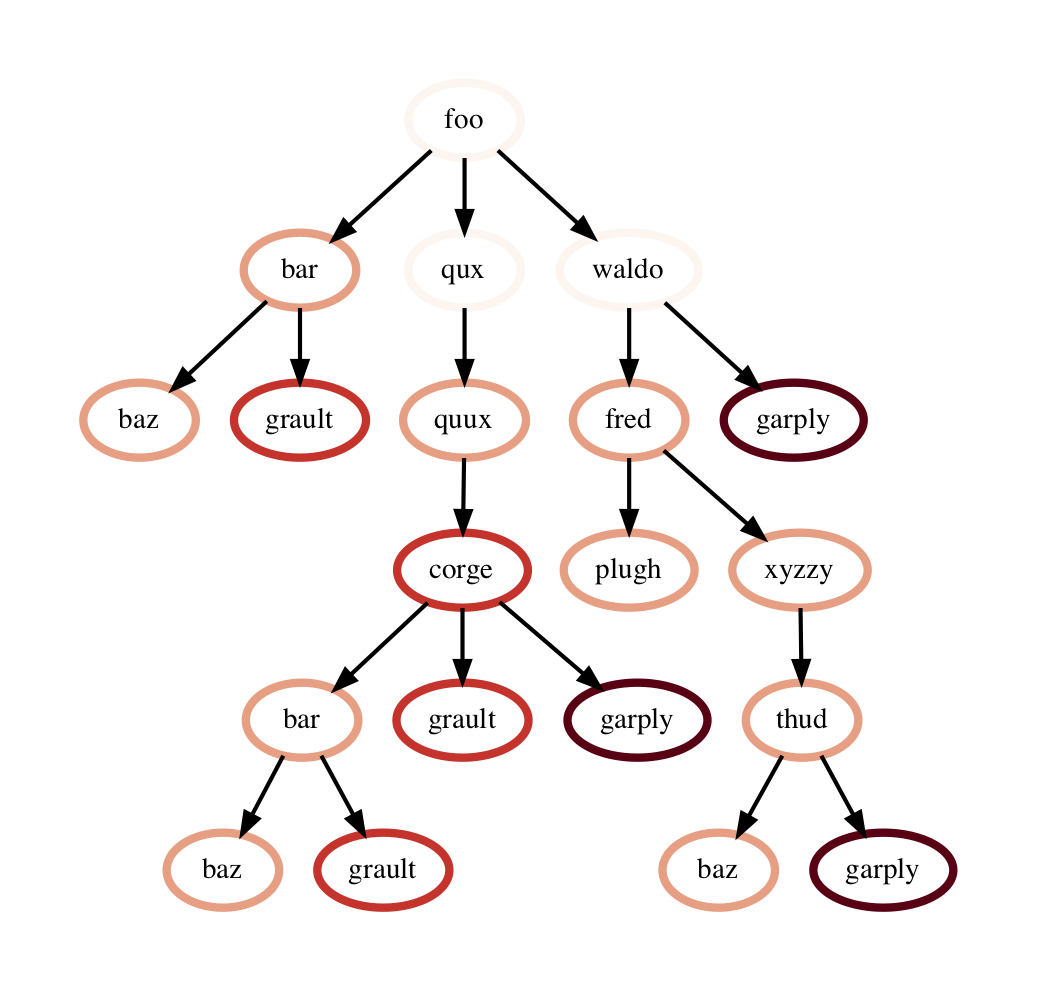 foo
bar
qux
waldo
baz
grault
quux
fred
garply
corge
plugh
xyzzy
bar
grault
garply
thud
baz
grault
baz
garply